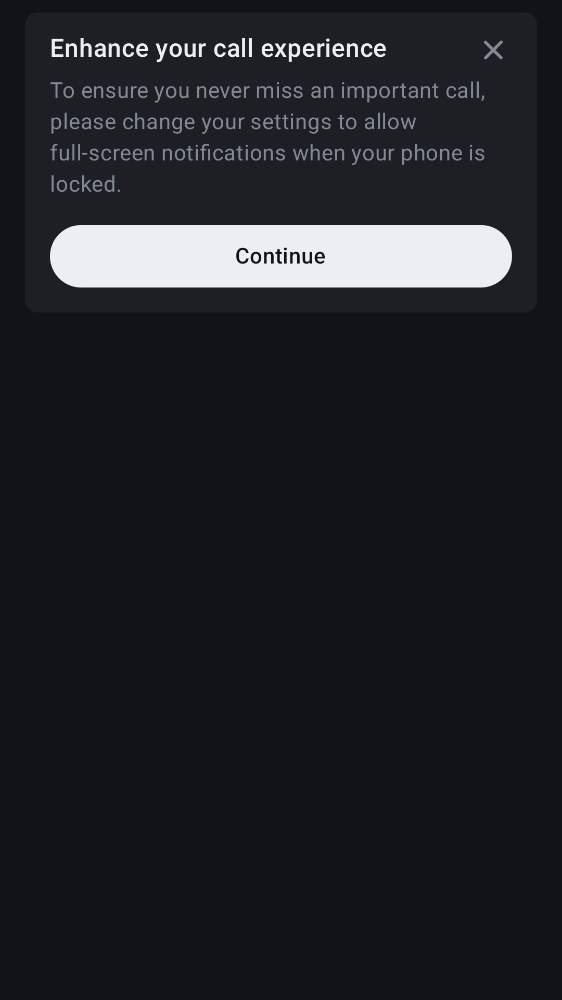 Enhance your call experience
To ensure you never miss an important call,
please change your settings to allow
full-screen notifications when your phone is
locked.
Continue